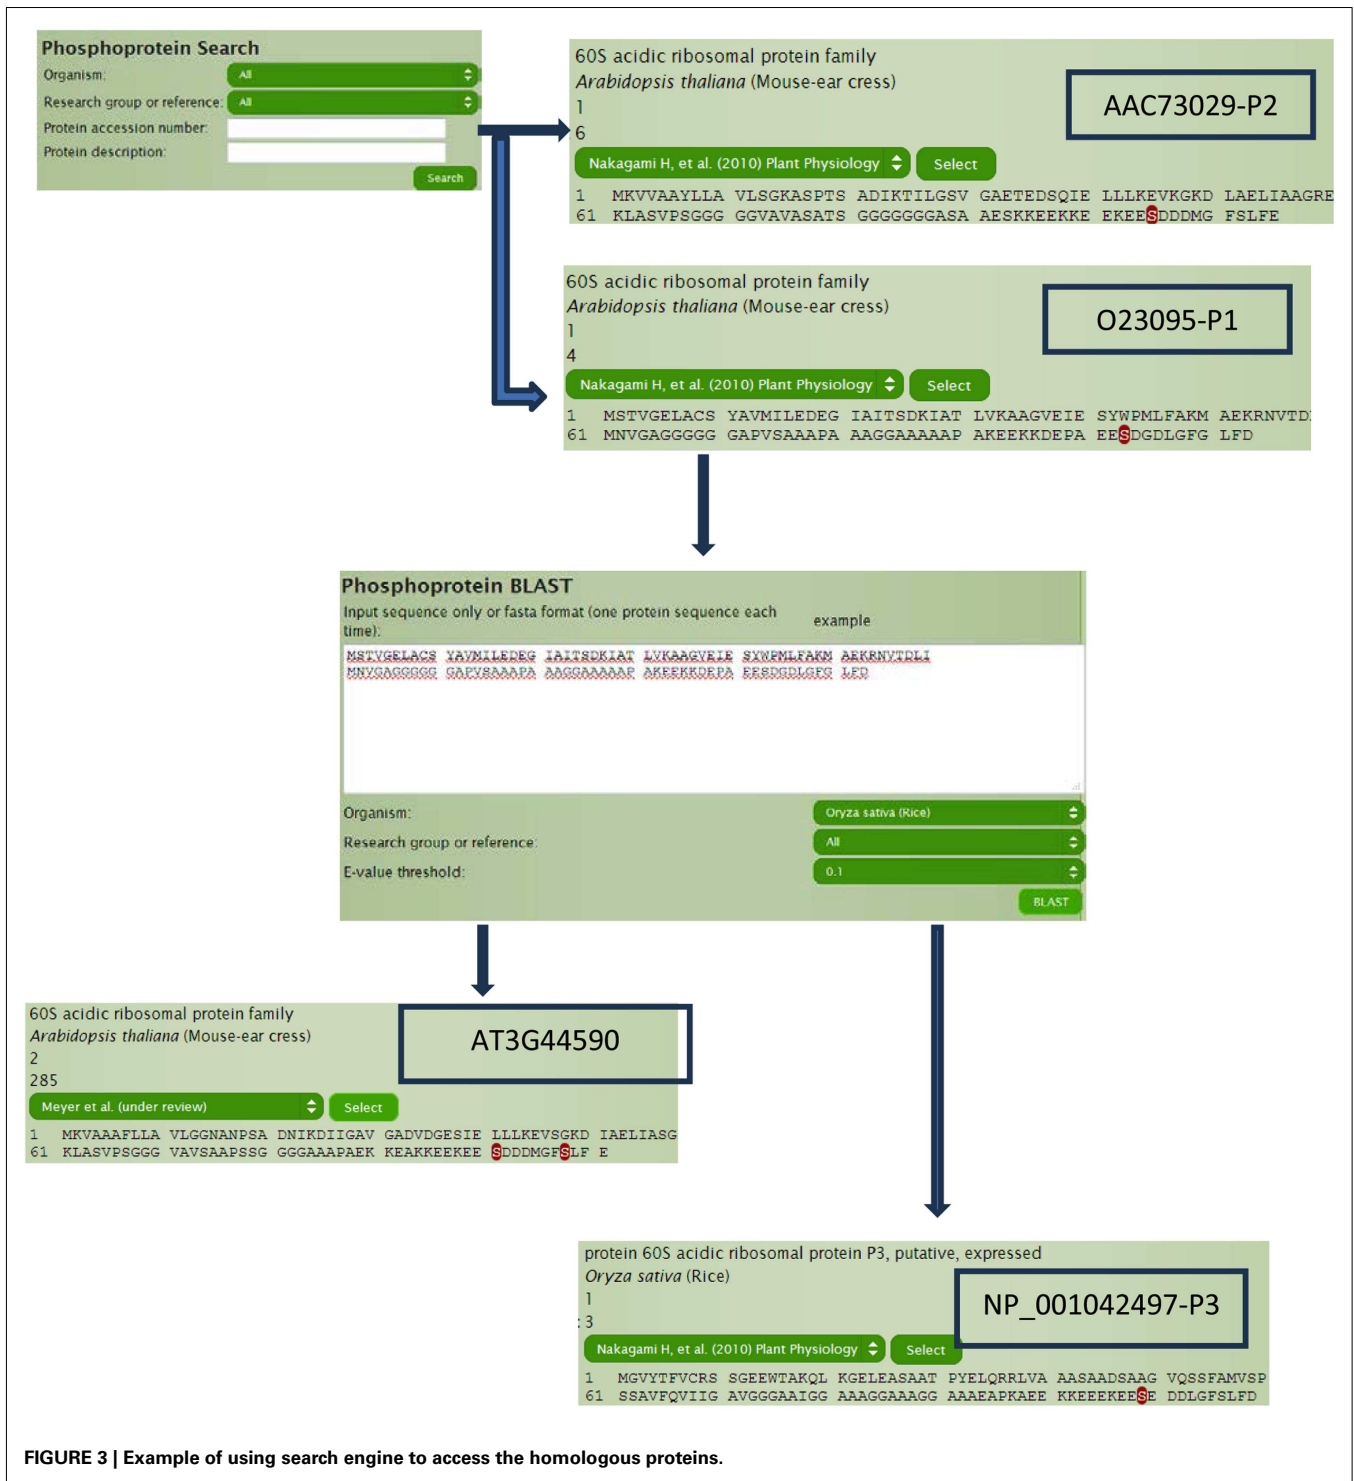 Phosphoprotein Search
Organism: All
Research group or reference: All
Protein accession number:
Protein description:
Search
60S acidic ribosomal protein family
Arabidopsis thaliana (Mouse-ear cress)
1
6
AAC73029-P2
Nakagami H, et al. (2010) Plant Physiology Select
1 MKVVAAYLLA VLSGKASPTS ADIKTILGSV GAETEDSQIE LLLKEVKGKD LAELIAAGRE
61 KLASVPSGGG GGVAVASATS GGGGGGGASA AESKKEEKKE EKEESDDDMG FSLFE
60S acidic ribosomal protein family
Arabidopsis thaliana (Mouse-ear cress)
1
4
O23095-P1
Nakagami H, et al. (2010) Plant Physiology Select
1 MSTVGELACS YAVMILEDEG IAITSDKIAT LVKAAGVEIE SYWPMLFAKM AEKRNVTD
61 MNVGAGGGGG GAPVSAAAPA AAGGAAAAAP AKEEKKDEPA EESDGDLGFG LFD
Phosphoprotein BLAST
Input sequence only or fasta format (one protein sequence each
time):
example
MSTVGELACS YAVMILEDEG IAITSDKIAT LVKAAGVEIE SYWPMLFAKM AEKRNVTDLI
MNVGAGGGGG GAPVSAAAPA AAGGAAAAAP AKEEKKDEPA EESDGDLGFG LFD
Organism: Oryza sativa (Rice)
Research group or reference: All
E-value threshold: 0.1
BLAST
60S acidic ribosomal protein family
Arabidopsis thaliana (Mouse-ear cress)
2
285
AT3G44590
Meyer et al. (under review) Select
1 MKVAAAFLLA VLGGNANPSA DNIKDIIGAV GADVDGESIE LLLKEVSGKD IAELIASG
61 KLASVPSGGG VAVSAAPSSG GGGAAAPAEK KEAKKEEKEE SDDDMGFSLF E
protein 60S acidic ribosomal protein P3, putative, expressed
Oryza sativa (Rice)
1
: 3
NP_001042497-P3
Nakagami H, et al. (2010) Plant Physiology Select
1 MGVYTFVCRS SGEEWTAKQL KGELEASAAT PYELQRRLVA AASAADSAAG VQSSFAMVSP
61 SSAVFQVIIG AVGGGAAIGG AAAGGAAAGG AAAEAPKAEE KKEEEKEESE DDLGFSLFD
FIGURE 3 | Example of using search engine to access the homologous proteins.